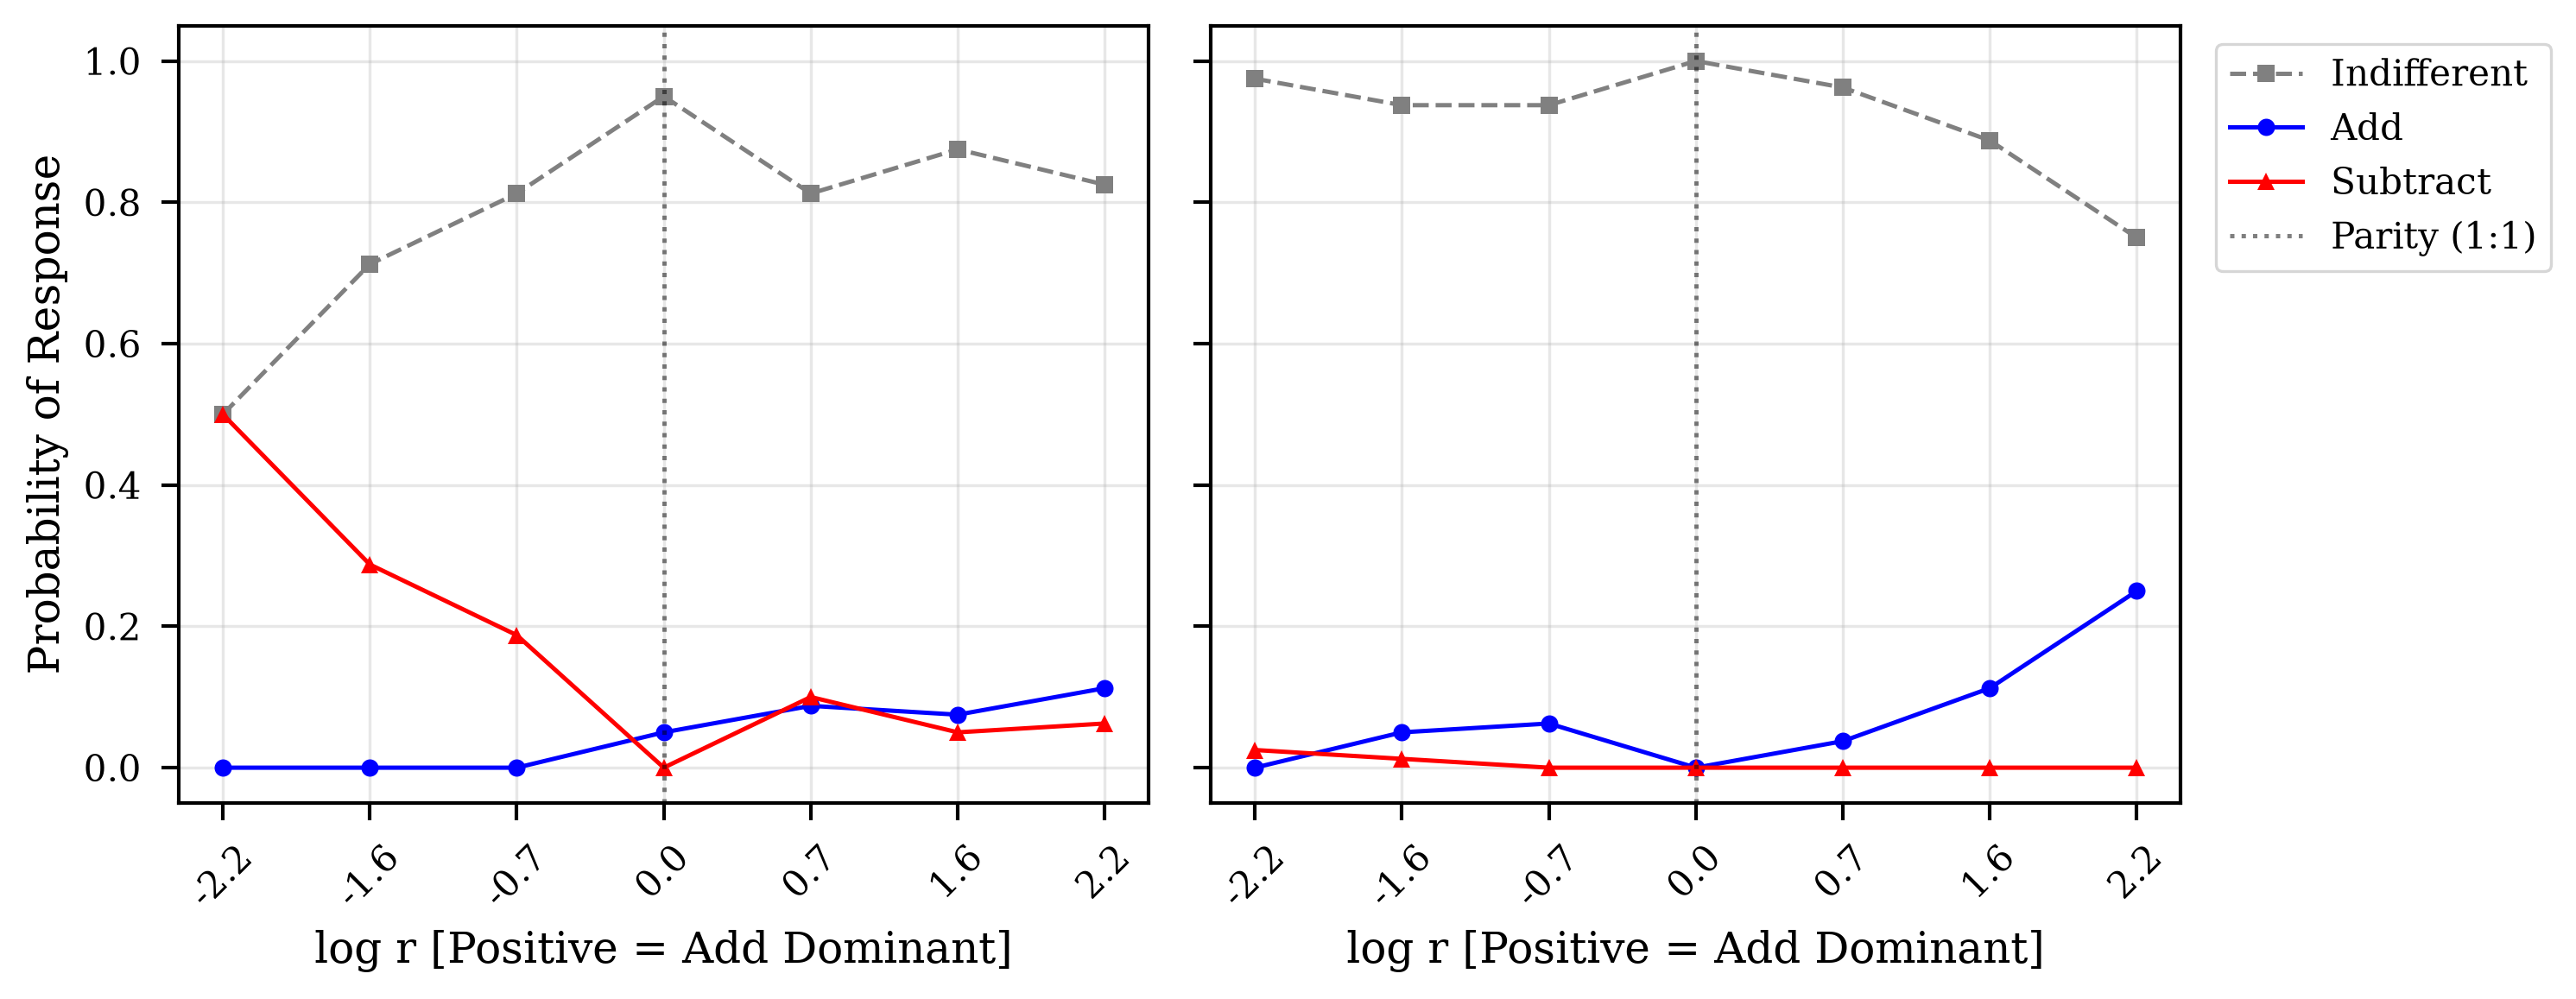 Probability of Response
1.0
0.8
0.6
0.4
0.2
0.0
-2.2
-1.6
-0.7
0.0
0.7
1.6
2.2
log r [Positive = Add Dominant]
-2.2
-1.6
-0.7
0.0
0.7
1.6
2.2
log r [Positive = Add Dominant]
Indifferent
Add
Subtract
Parity (1:1)